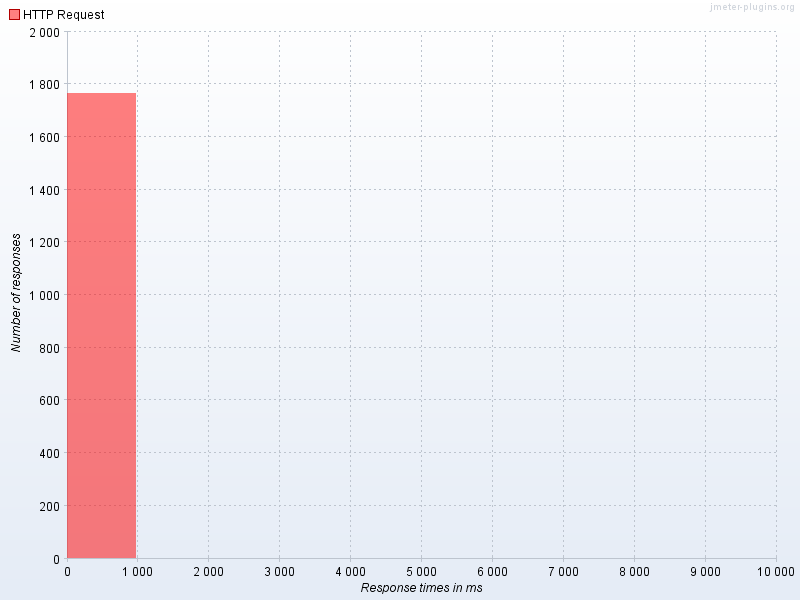 jmeter-plugins.org
HTTP Request
2 000
1 800
1 600
1 400
1 200
1 000
800
600
400
200
0
Number of responses
0 1 000 2 000 3 000 4 000 5 000 6 000 7 000 8 000 9 000 10 000
Response times in ms